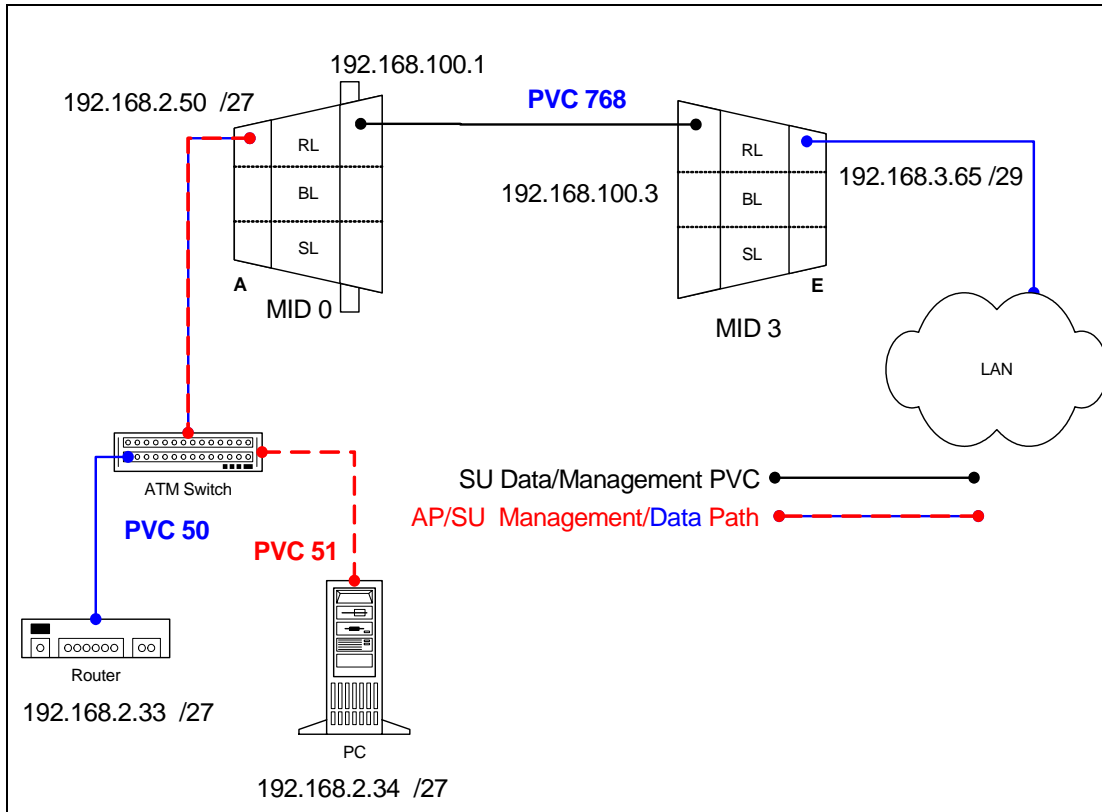 192.168.100.1
192.168.2.50 /27
PVC 768
RL
BL
SL
A
MID 0
192.168.100.3
RL
BL
SL
192.168.3.65 /29
E
MID 3
LAN
ATM Switch
SU Data/Management PVC
AP/SU Management/Data Path
PVC 50
PVC 51
Router
192.168.2.33 /27
PC
192.168.2.34 /27